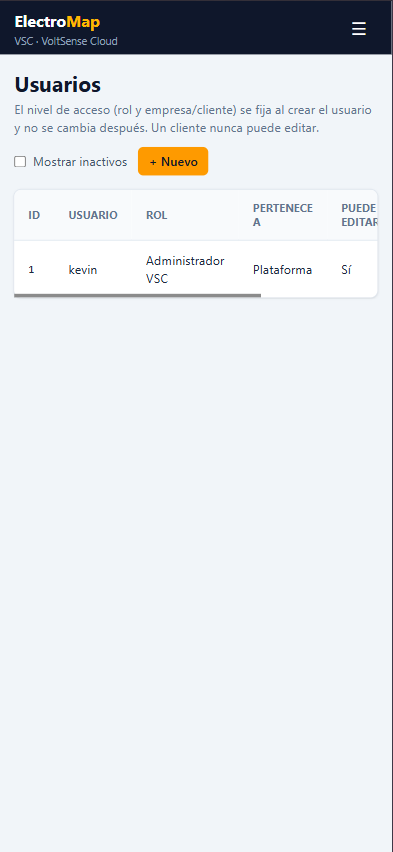 ElectroMap
VSC · VoltSense Cloud
☰
Usuarios
El nivel de acceso (rol y empresa/cliente) se fija al crear el usuario
y no se cambia después. Un cliente nunca puede editar.
Mostrar inactivos
+ Nuevo
ID USUARIO ROL PERTENECE A PUEDE EDITAR
1 kevin Administrador VSC Plataforma Sí